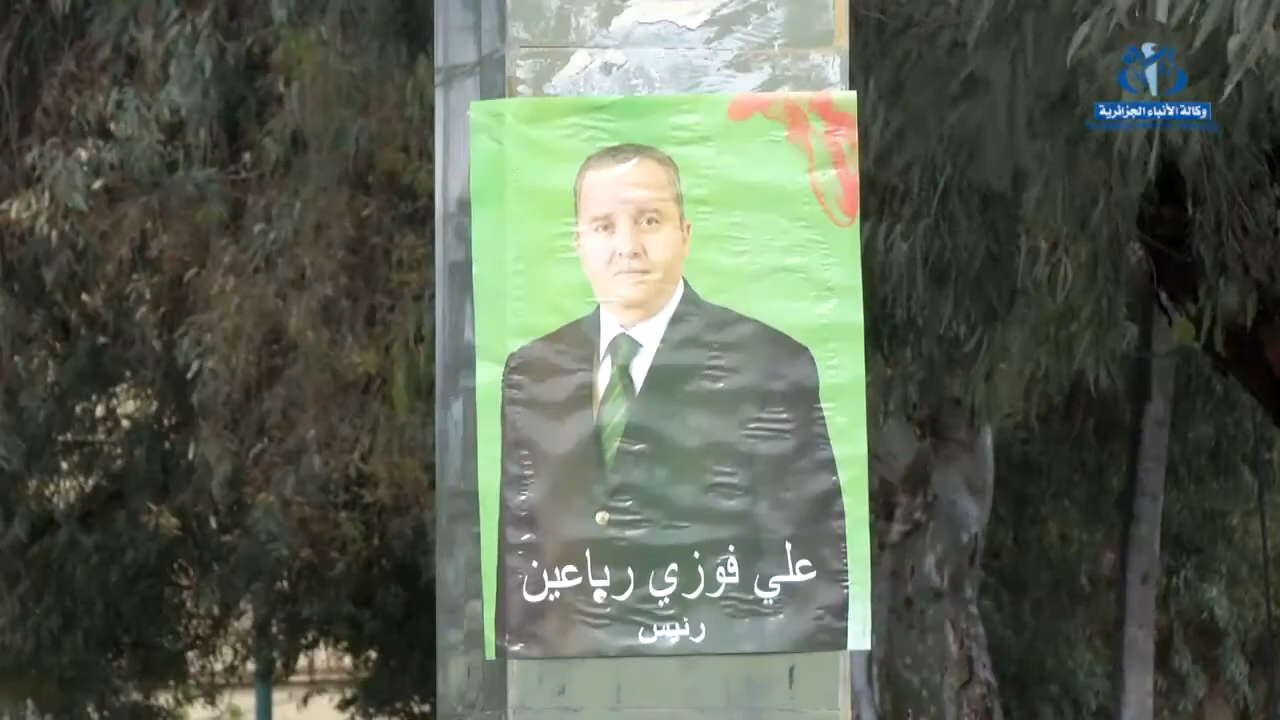 وكالة الأنباء الجزائرية
علي فوزي رباعين
رئيس